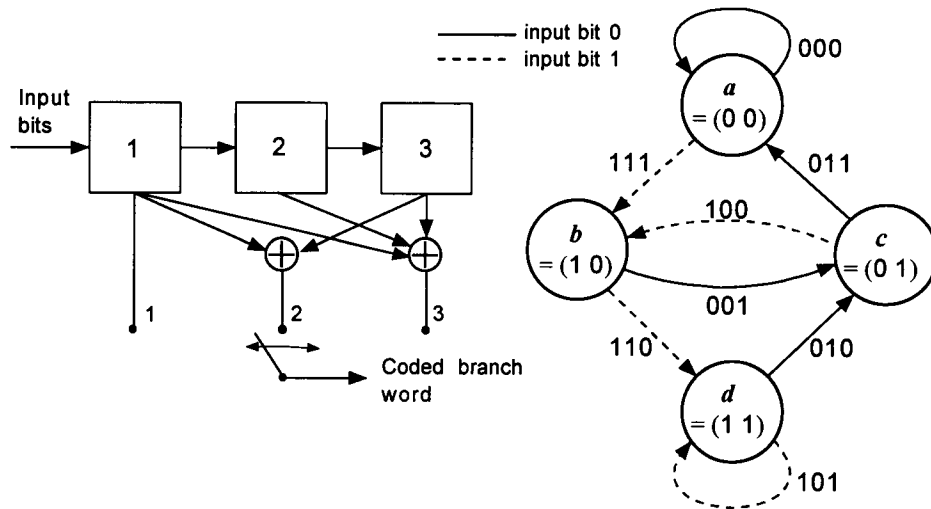 Input
bits
1
2
3
1
2
3
Coded branch
word
input bit 0
input bit 1
000
a
= (0 0)
111
011
100
b
= (1 0)
c
= (0 1)
001
110
010
d
= (1 1)
101